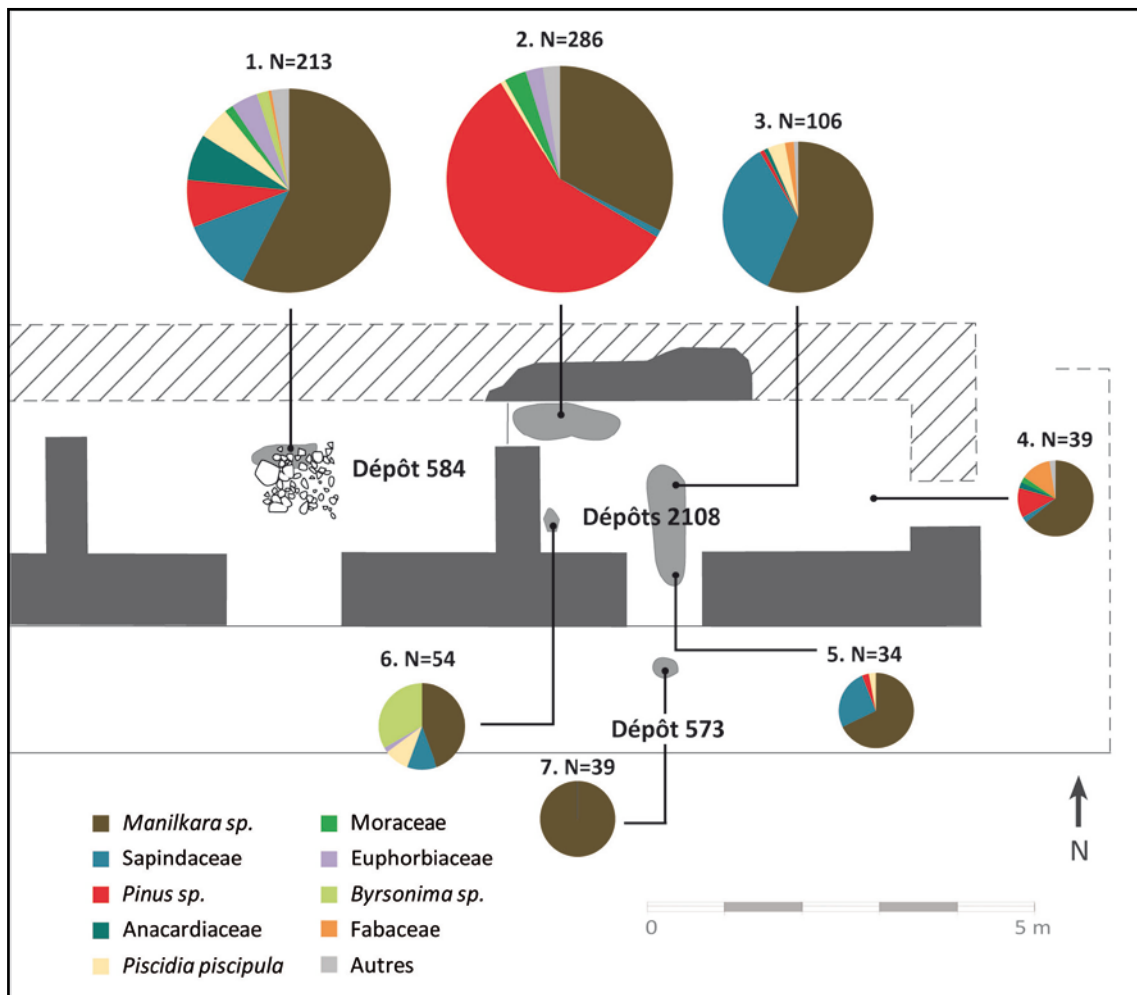 1. N=213
2. N=286
3. N=106
4. N=39
Dépôt 584
Dépôts 2108
6. N=54
5. N=34
Dépôt 573
7. N=39
Manilkara sp.
Sapindaceae
Pinus sp.
Anacardiaceae
Piscidia piscipula
Moraceae
Euphorbiaceae
Byrsonima sp.
Fabaceae
Autres
N
0 5 m